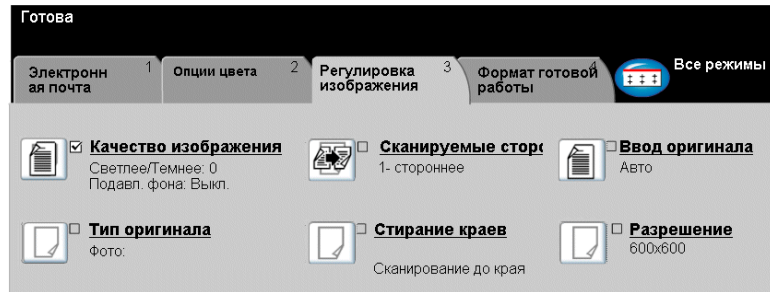 Готова
Электронн
ая почта
1
Опции цвета
2
Регулировка
изображения
3
Формат готовой
работы
4
Все режимы
Качество изображения
Светлее/Темнее: 0
Подавл. фона: Выкл.
Сканируемые сторо
1- стороннее
Ввод оригинала
Авто
Тип оригинала
Фото:
Стирание краев
Сканирование до края
Разрешение
600x600